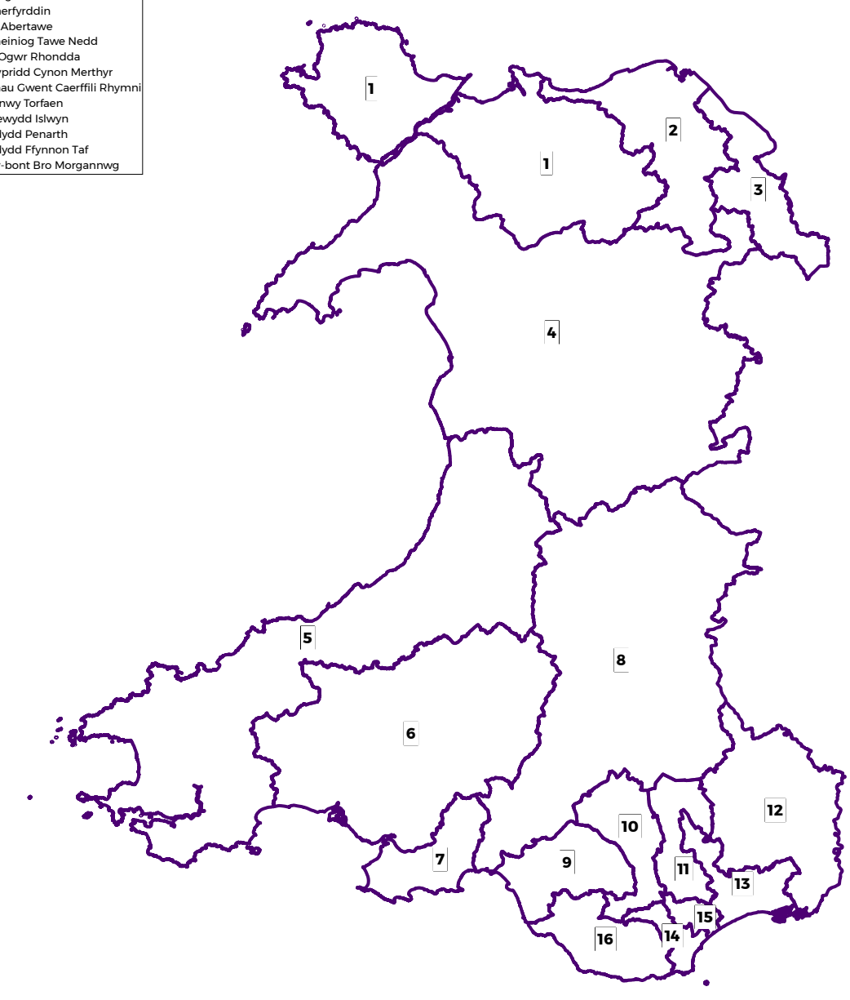 erfyrddin
Abertawe
einiog Tawe Nedd
Ogwr Rhondda
ypridd Cynon Merthyr
au Gwent Caerffili Rhymni
nwy Torfaen
ewydd Islwyn
lydd Penarth
lydd Ffynnon Taf
-bont Bro Morgannwg
1
2
1
3
4
5
8
6
12
10
7
9
11
13
15
14
16